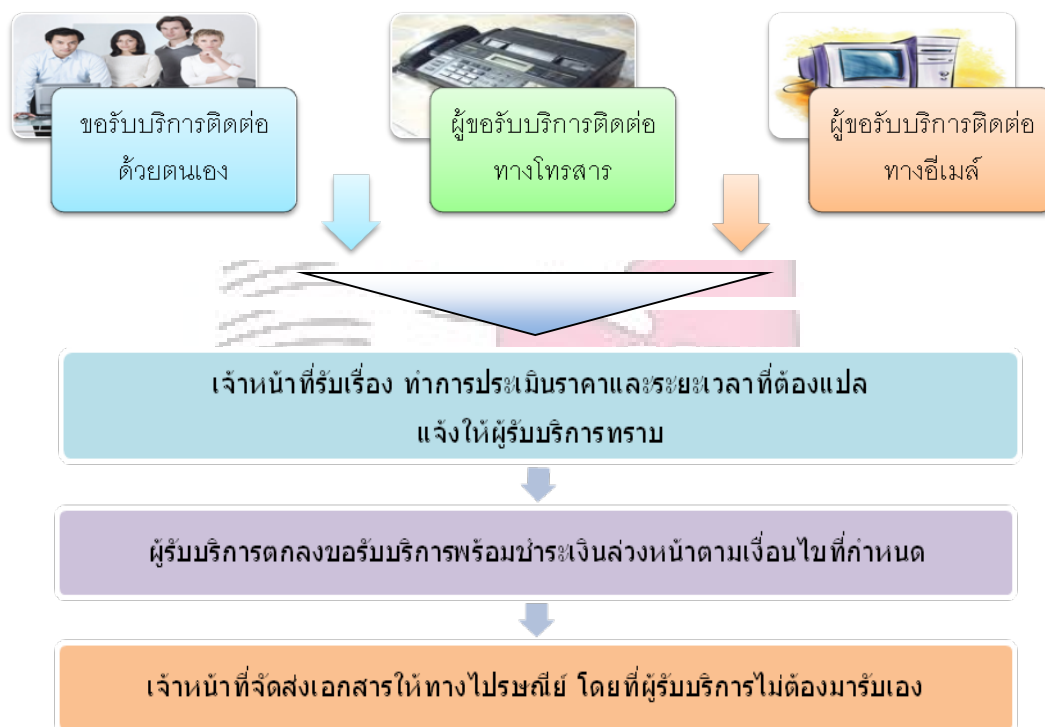 ขอรับบริการติดต่อ
ด้วยตนเอง
ผู้ขอรับบริการติดต่อ
ทางโทรสาร
ผู้ขอรับบริการติดต่อ
ทางอีเมล์
เจ้าหน้าที่รับเรื่อง ทำการประเมินราคาและระยะเวลาที่ต้องแปล
แจ้งให้ผู้รับบริการทราบ
ผู้รับบริการตกลงขอรับบริการพร้อมชำระเงินล่วงหน้าตามเงื่อนไขที่กำหนด
เจ้าหน้าที่จัดส่งเอกสารให้ทางไปรษณีย์ โดยที่ผู้รับบริการไม่ต้องมารับเอง